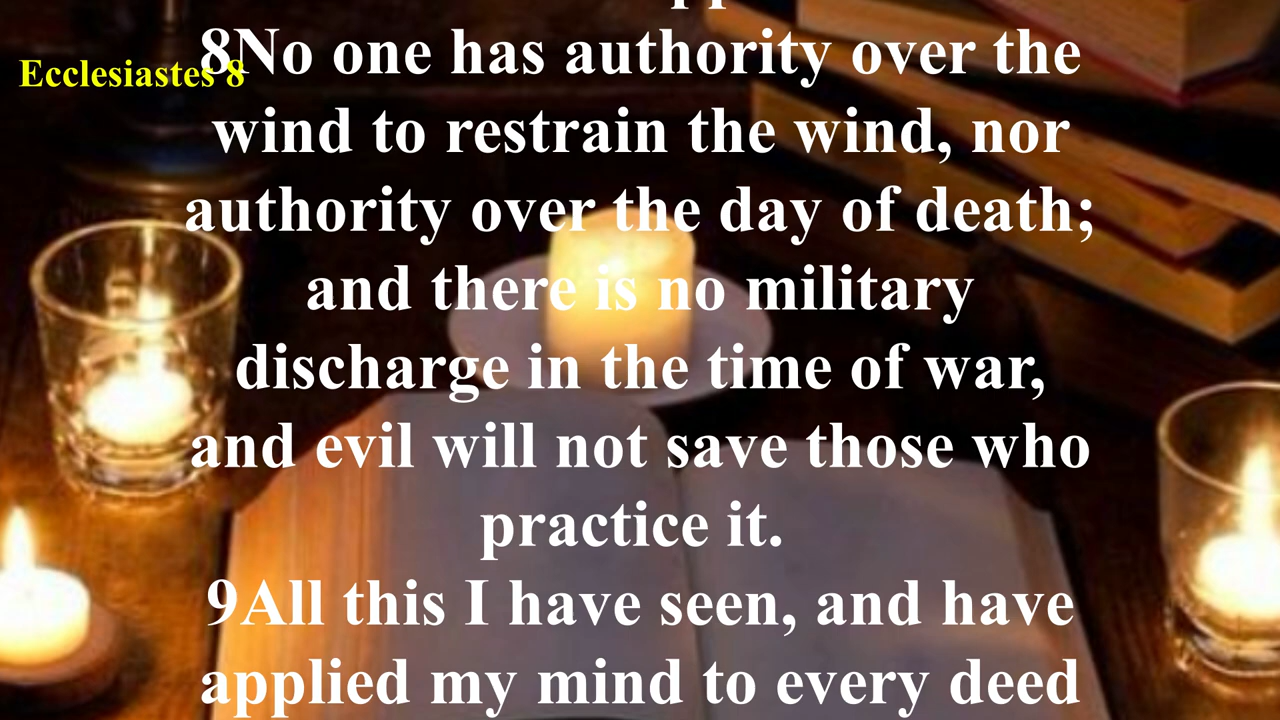 Ecclesiastes 8
8No one has authority over the
wind to restrain the wind, nor
authority over the day of death;
and there is no military
discharge in the time of war,
and evil will not save those who
practice it.
9All this I have seen, and have
applied my mind to every deed